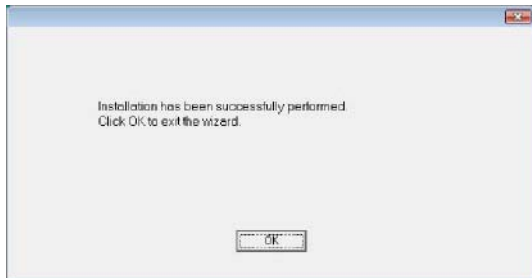 Installation has been successfully performed.
Click OK to exit the wizard.
OK